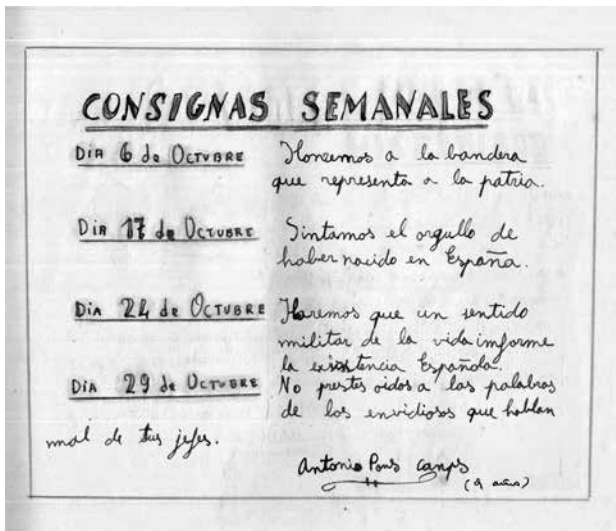 CONSIGNAS SEMANALES
DIA 6 de OCTUBRE Honremos a la bandera
que representa a la patria.
DIA 17 de OCTUBRE Sintamos el orgullo de
haber nacido en España.
DIA 24 de OCTUBRE Haremos que un sentido
militar de la vida informe
la existencia Española.
DIA 29 de OCTUBRE No prestes oidos a las palabras
de los envidiosos que hablan
mal de tus jefes.
Antonio Pons Camps
(9 años)